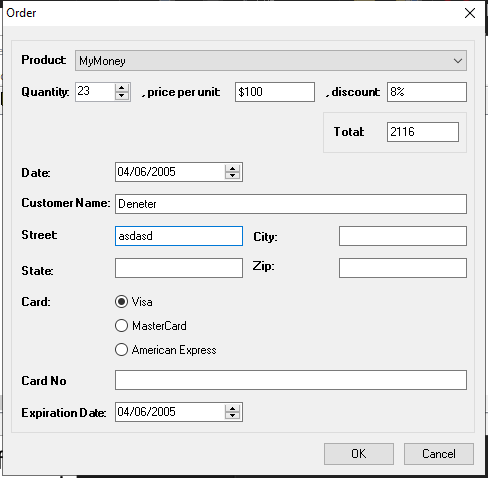 Order
Product: MyMoney
Quantity: 23 , price per unit: $100 , discount: 8%
Total: 2116
Date: 04/06/2005
Customer Name: Deneter
Street: asdasd City:
State: Zip:
Card: Visa
MasterCard
American Express
Card No
Expiration Date: 04/06/2005
OK Cancel